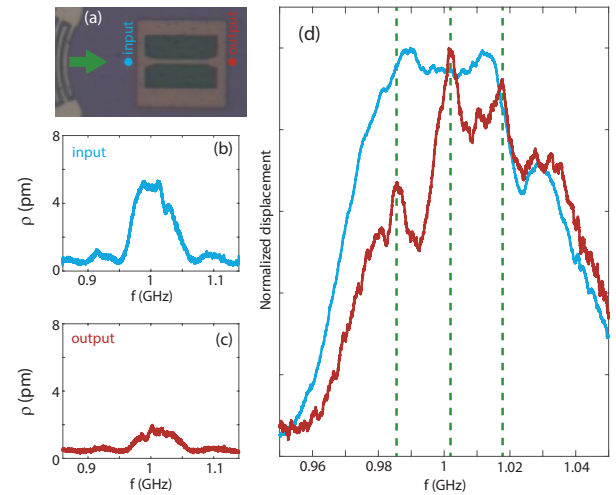 (a)
input
output
(b)
input
ρ (pm)
8
4
0
0.9
1
1.1
f (GHz)
(c)
output
ρ (pm)
8
4
0
0.9
1
1.1
f (GHz)
(d)
Normalized displacement
0.96
0.98
1
1.02
1.04
f (GHz)